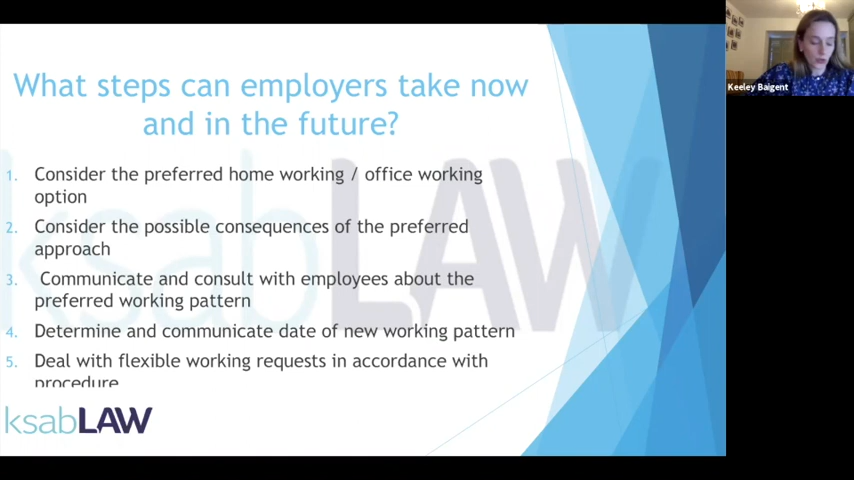 What steps can employers take now
and in the future?
1. Consider the preferred home working / office working
option
2. Consider the possible consequences of the preferred
approach
3. Communicate and consult with employees about the
preferred working pattern
4. Determine and communicate date of new working pattern
5. Deal with flexible working requests in accordance with
procedure
ksabLAW
ksabLAW
Keeley Baigent